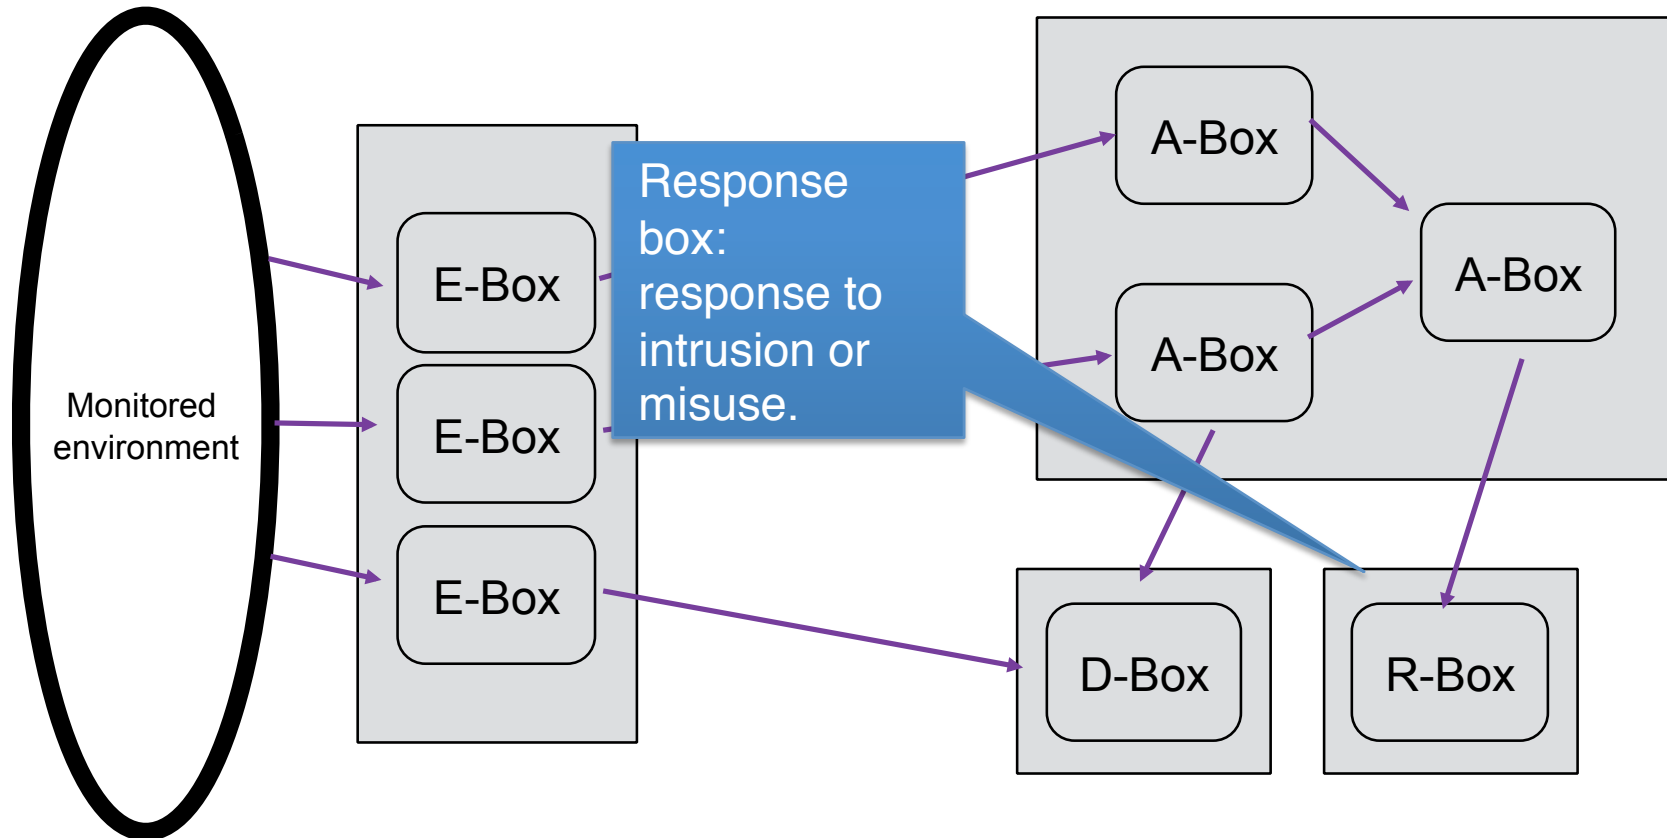 Monitored
environment
E-Box
E-Box
E-Box
Response
box:
response to
intrusion or
misuse.
A-Box
A-Box
A-Box
D-Box
R-Box